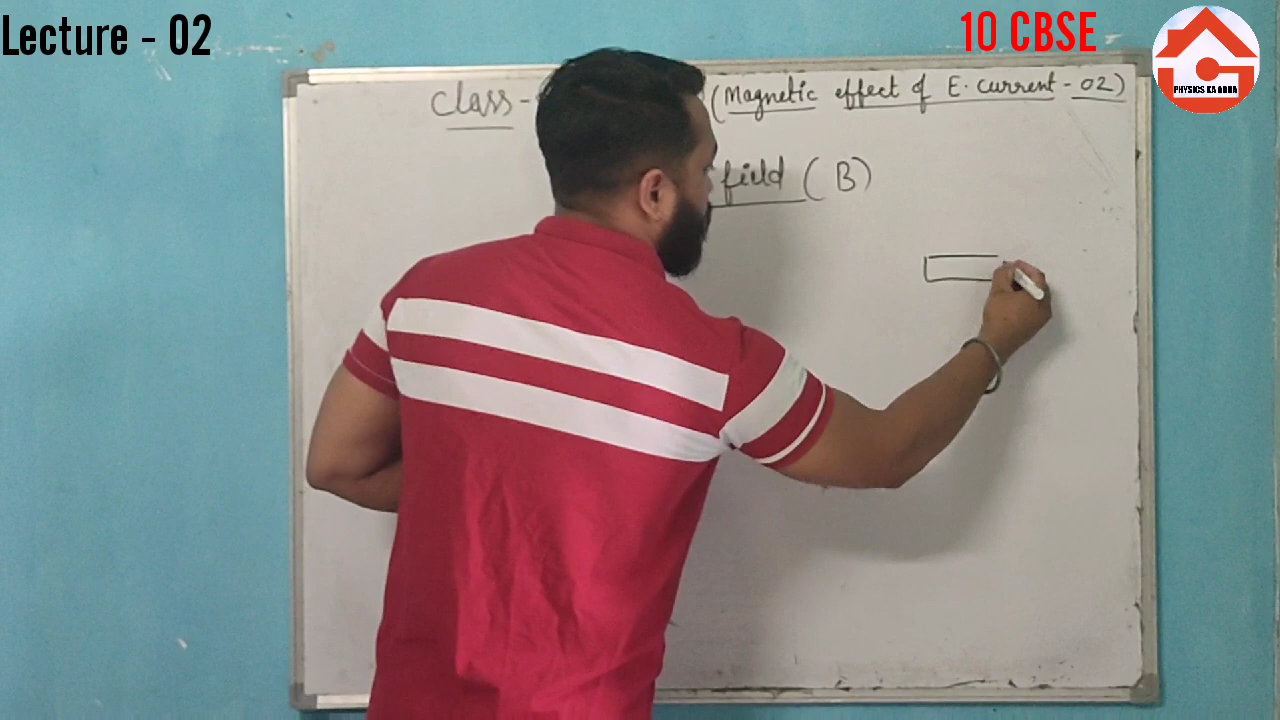 Lecture - 02
10 CBSE
PHYSICS KA ADDA
Class -
(Magnetic effect of E. current - 02)
field (B)